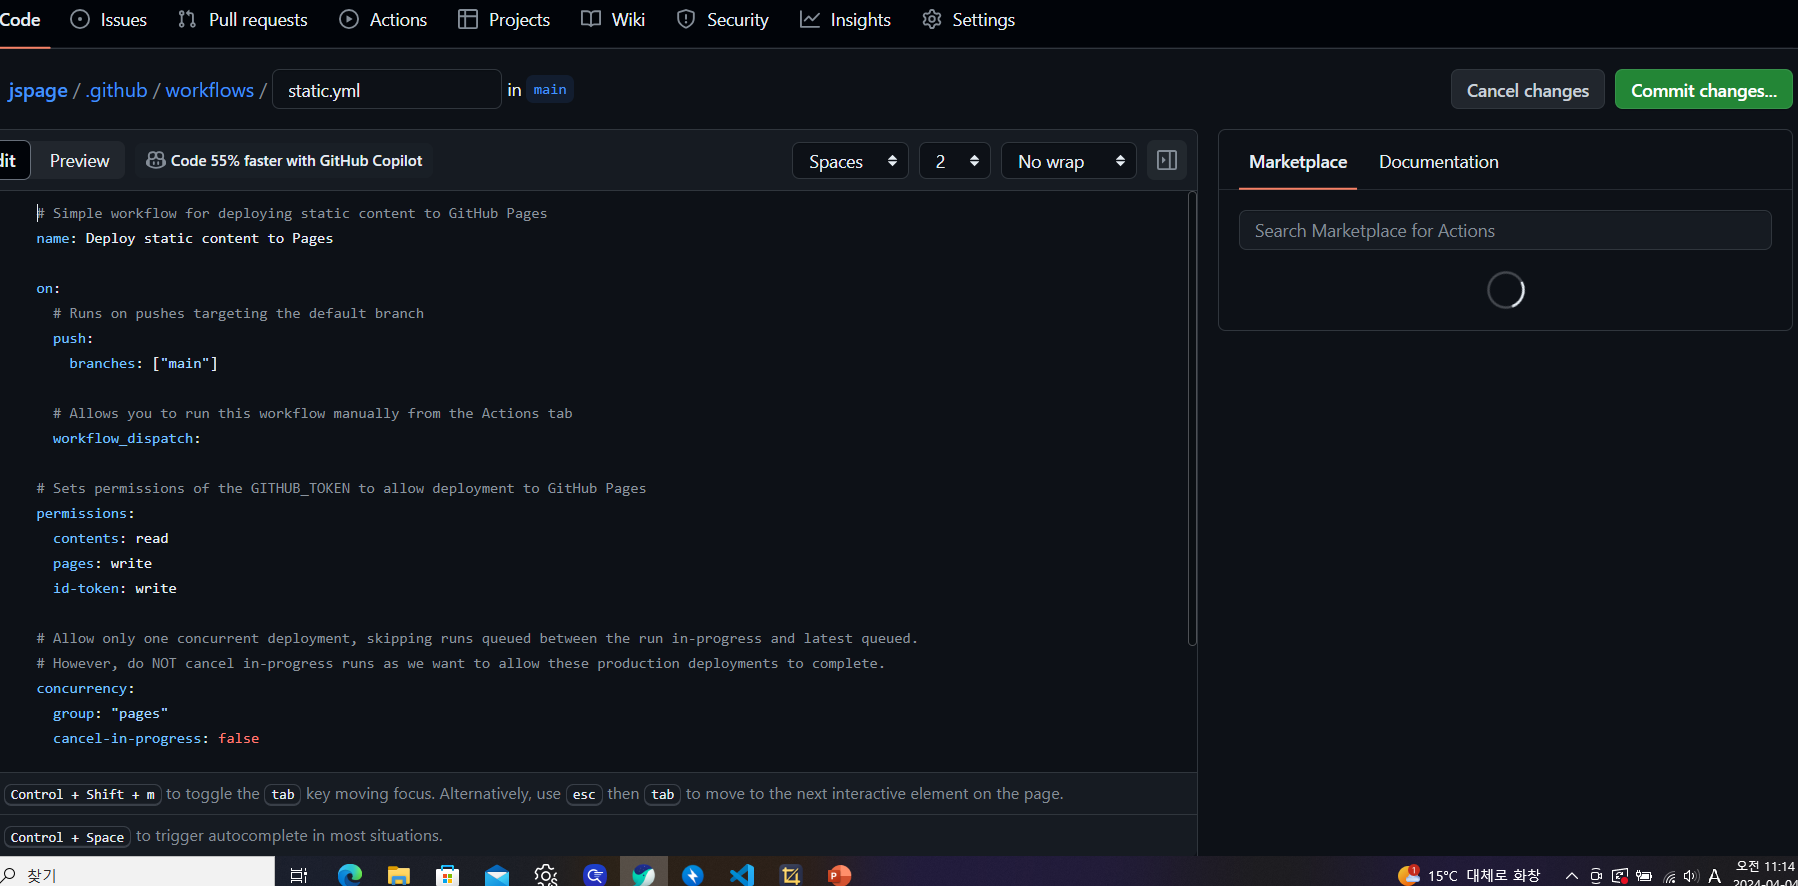 Code Issues Pull requests Actions Projects Wiki Security Insights Settings
jspage / .github / workflows / static.yml in main Cancel changes Commit changes...
dit Preview Code 55% faster with GitHub Copilot Spaces 2 No wrap
Marketplace Documentation
Search Marketplace for Actions
# Simple workflow for deploying static content to GitHub Pages
name: Deploy static content to Pages
on:
# Runs on pushes targeting the default branch
push:
branches: ["main"]
# Allows you to run this workflow manually from the Actions tab
workflow_dispatch:
# Sets permissions of the GITHUB_TOKEN to allow deployment to GitHub Pages
permissions:
contents: read
pages: write
id-token: write
# Allow only one concurrent deployment, skipping runs queued between the run in-progress and latest queued.
# However, do NOT cancel in-progress runs as we want to allow these production deployments to complete.
concurrency:
group: "pages"
cancel-in-progress: false
Control + Shift + m to toggle the tab key moving focus. Alternatively, use esc then tab to move to the next interactive element on the page.
Control + Space to trigger autocomplete in most situations.
찾기 15°C 대체로 화창 A 오전 11:14
2024-04-04